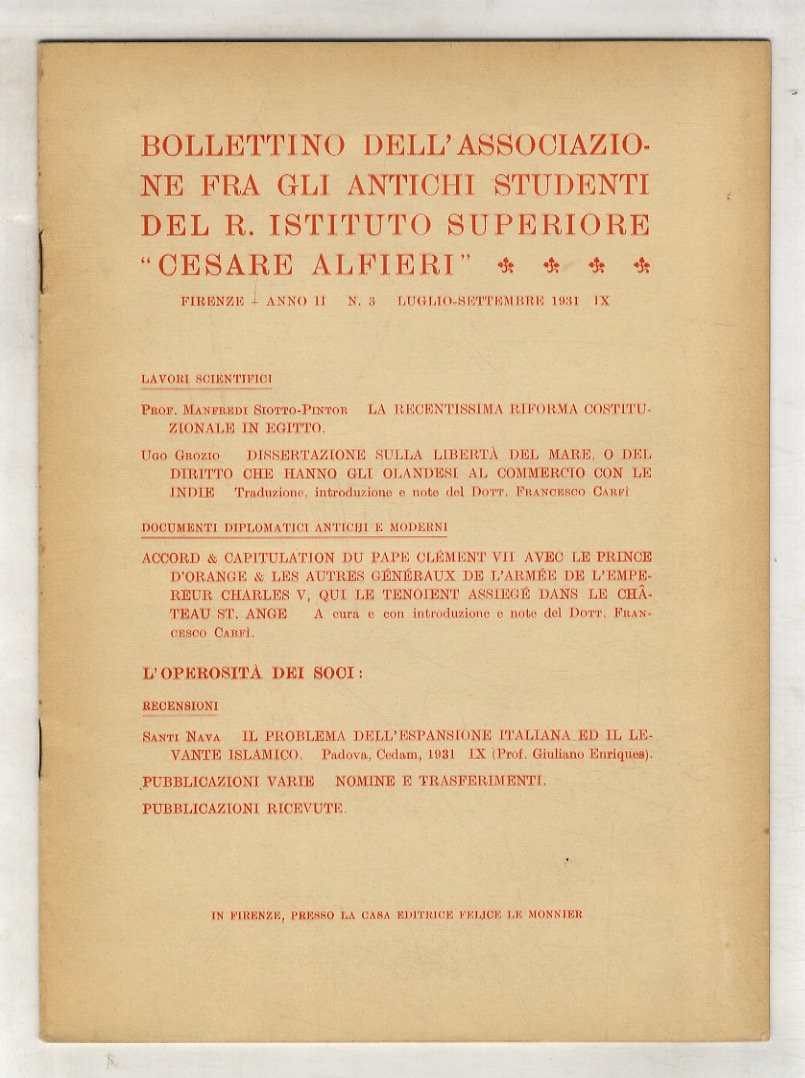 BOLLETTINO DELL'ASSOCIAZIO-
NE FRA GLI ANTICHI STUDENTI
DEL R. ISTITUTO SUPERIORE
"CESARE ALFIERI"
FIRENZE - ANNO II N. 3 LUGLIO-SETTEMBRE 1931 IX
LAVORI SCIENTIFICI
PROF. MANFREDI SIOTTO-PINTOR LA RECENTISSIMA RIFORMA COSTITU-
ZIONALE IN EGITTO.
UGO GROZIO DISSERTAZIONE SULLA LIBERTÀ DEL MARE, O DEL
DIRITTO CHE HANNO GLI OLANDESI AL COMMERCIO CON LE
INDIE Traduzione, introduzione e note del DOTT. FRANCESCO CARFÌ
DOCUMENTI DIPLOMATICI ANTICHI E MODERNI
ACCORD & CAPITULATION DU PAPE CLÉMENT VII AVEC LE PRINCE
D'ORANGE & LES AUTRES GÉNÉRAUX DE L'ARMÉE DE L'EMPE-
REUR CHARLES V, QUI LE TENOIENT ASSIEGÉ DANS LE CHÂ-
TEAU ST. ANGE A cura e con introduzione e note del DOTT. FRAN-
CESCO CARFÌ.
L'OPEROSITÀ DEI SOCI:
RECENSIONI
SANTI NAVA IL PROBLEMA DELL'ESPANSIONE ITALIANA ED IL LE-
VANTE ISLAMICO. Padova, Cedam, 1931 IX (Prof. Giuliano Enriques).
PUBBLICAZIONI VARIE NOMINE E TRASFERIMENTI.
PUBBLICAZIONI RICEVUTE.
IN FIRENZE, PRESSO LA CASA EDITRICE FELICE LE MONNIER